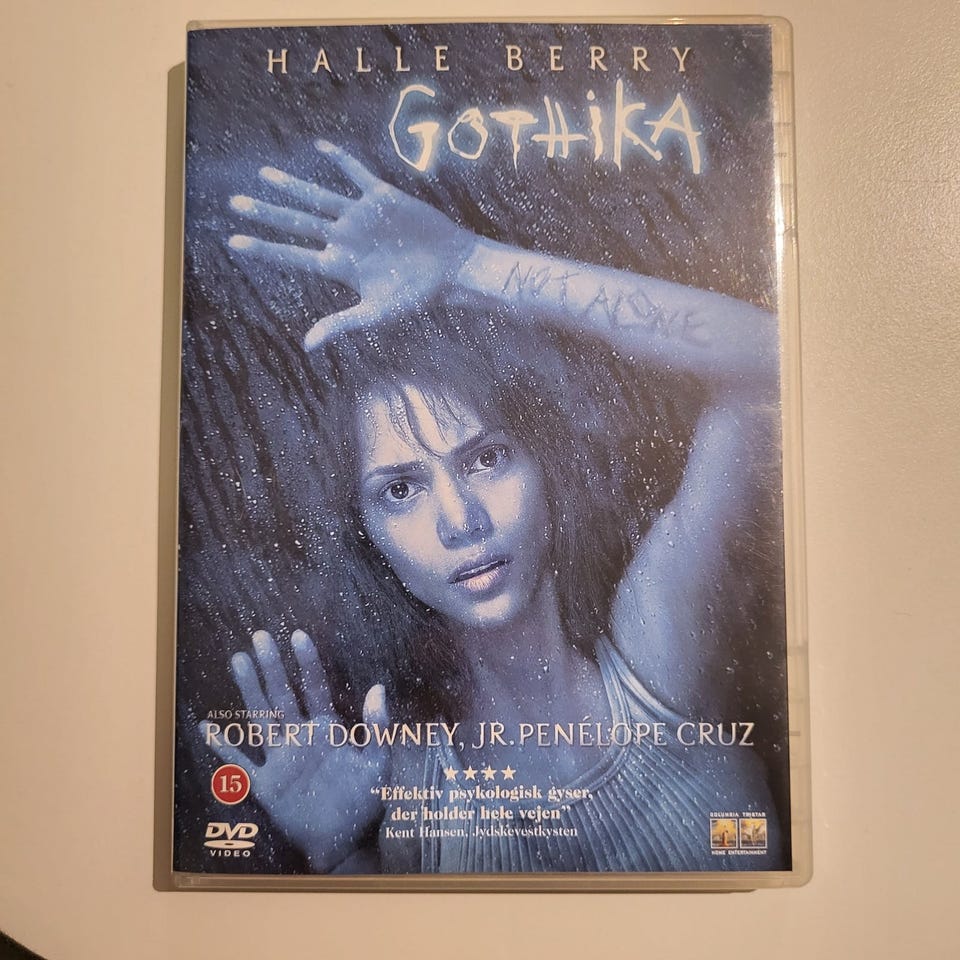 HALLE BERRY
GOTHIKA
NOT ALONE
ALSO STARRING
ROBERT DOWNEY, JR. PENÉLOPE CRUZ
15
★★★★
“Effektiv psykologisk gyser,
der holder hele vejen”
Kent Hansen, Jydskevestkysten
DVD
VIDEO
COLUMBIA TRISTAR
HOME ENTERTAINMENT